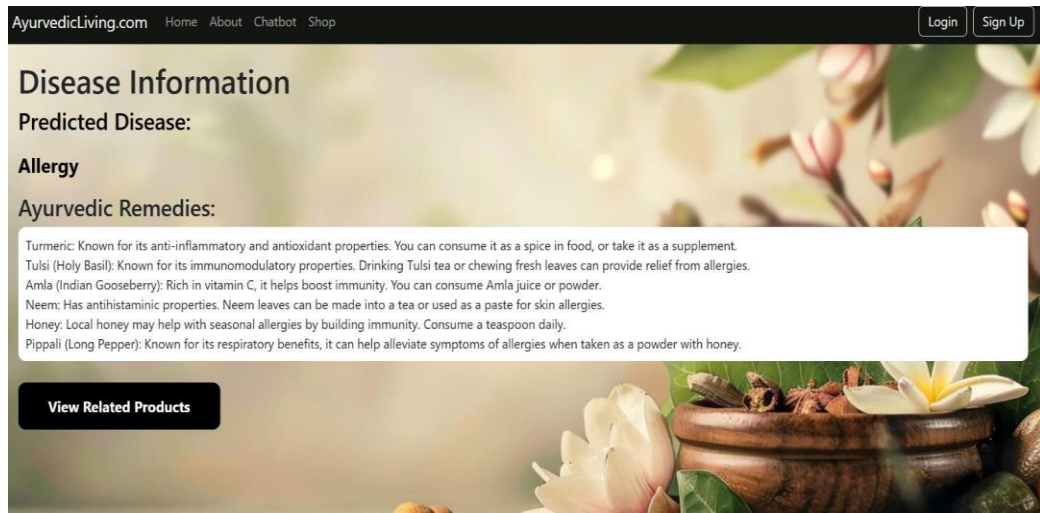 AyurvedicLiving.com Home About Chatbot Shop Login Sign Up
Disease Information
Predicted Disease:
Allergy
Ayurvedic Remedies:
Turmeric: Known for its anti-inflammatory and antioxidant properties. You can consume it as a spice in food, or take it as a supplement.
Tulsi (Holy Basil): Known for its immunomodulatory properties. Drinking Tulsi tea or chewing fresh leaves can provide relief from allergies.
Amla (Indian Gooseberry): Rich in vitamin C, it helps boost immunity. You can consume Amla juice or powder.
Neem: Has antihistaminic properties. Neem leaves can be made into a tea or used as a paste for skin allergies.
Honey: Local honey may help with seasonal allergies by building immunity. Consume a teaspoon daily.
Pippali (Long Pepper): Known for its respiratory benefits, it can help alleviate symptoms of allergies when taken as a powder with honey.
View Related Products